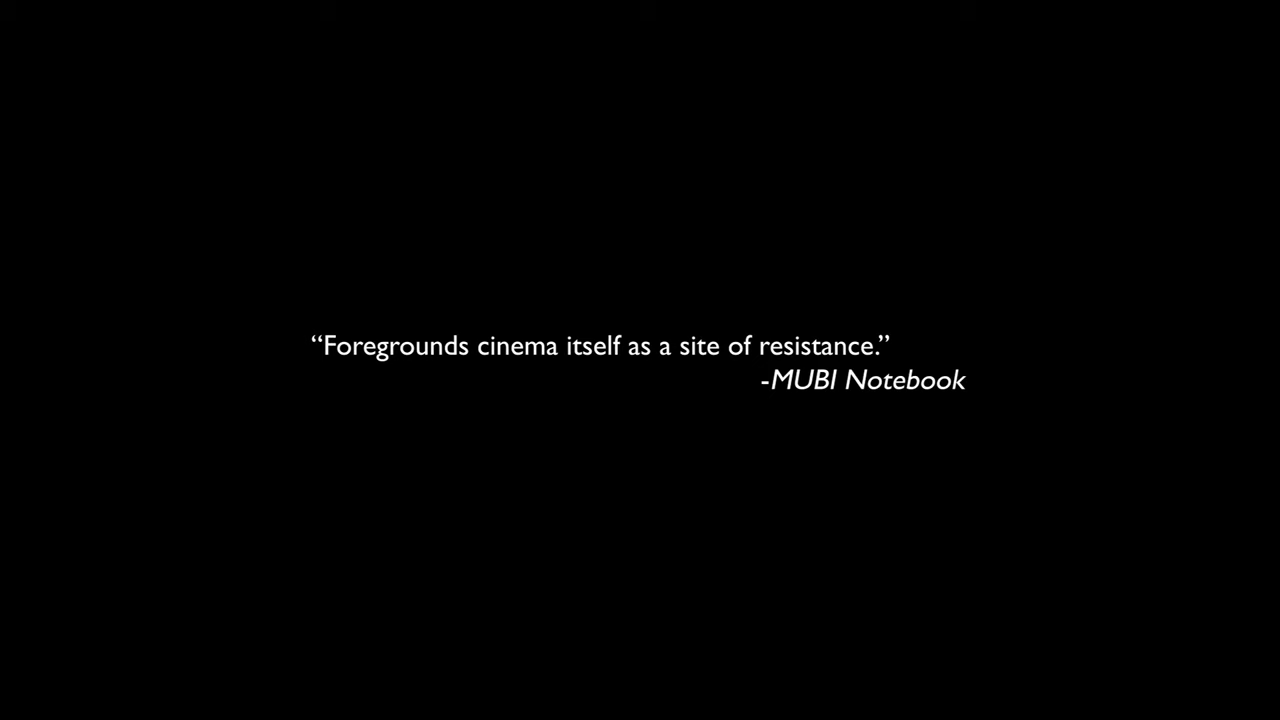 “Foregrounds cinema itself as a site of resistance.”
-MUBI Notebook